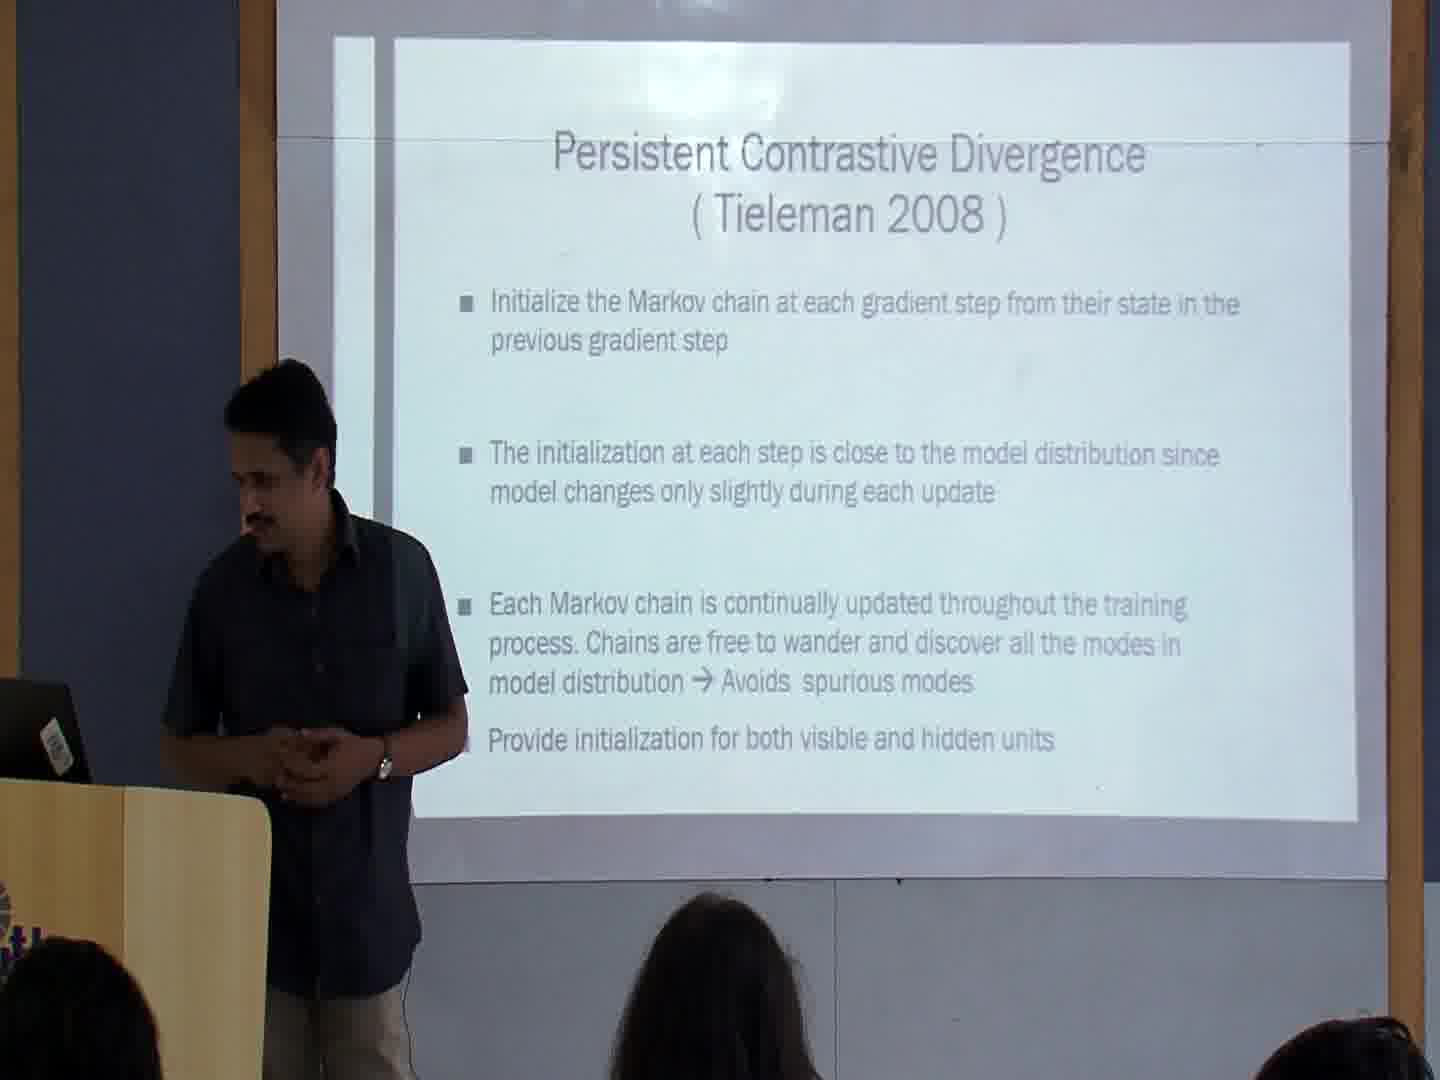 Persistent Contrastive Divergence
( Tieleman 2008 )
■ Initialize the Markov chain at each gradient step from their state in the
previous gradient step
■ The initialization at each step is close to the model distribution since
model changes only slightly during each update
■ Each Markov chain is continually updated throughout the training
process. Chains are free to wander and discover all the modes in
model distribution → Avoids spurious modes
Provide initialization for both visible and hidden units